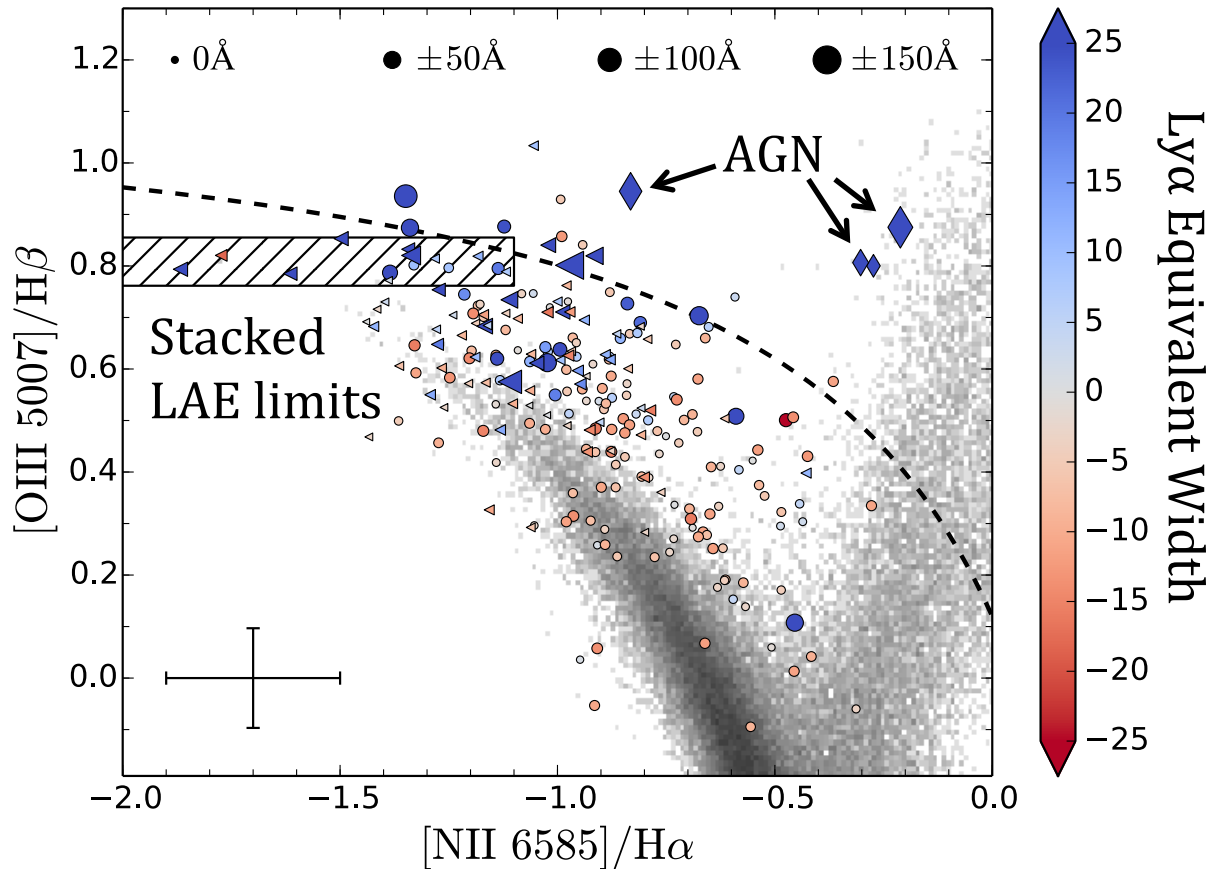 0Å ±50Å ±100Å ±150Å
AGN
Stacked
LAE limits
1.2
1.0
0.8
0.6
0.4
0.2
0.0
[OIII 5007]/Hβ
−2.0 −1.5 −1.0 −0.5 0.0
[NII 6585]/Hα
25
20
15
10
5
0
−5
−10
−15
−20
−25
Lyα Equivalent Width